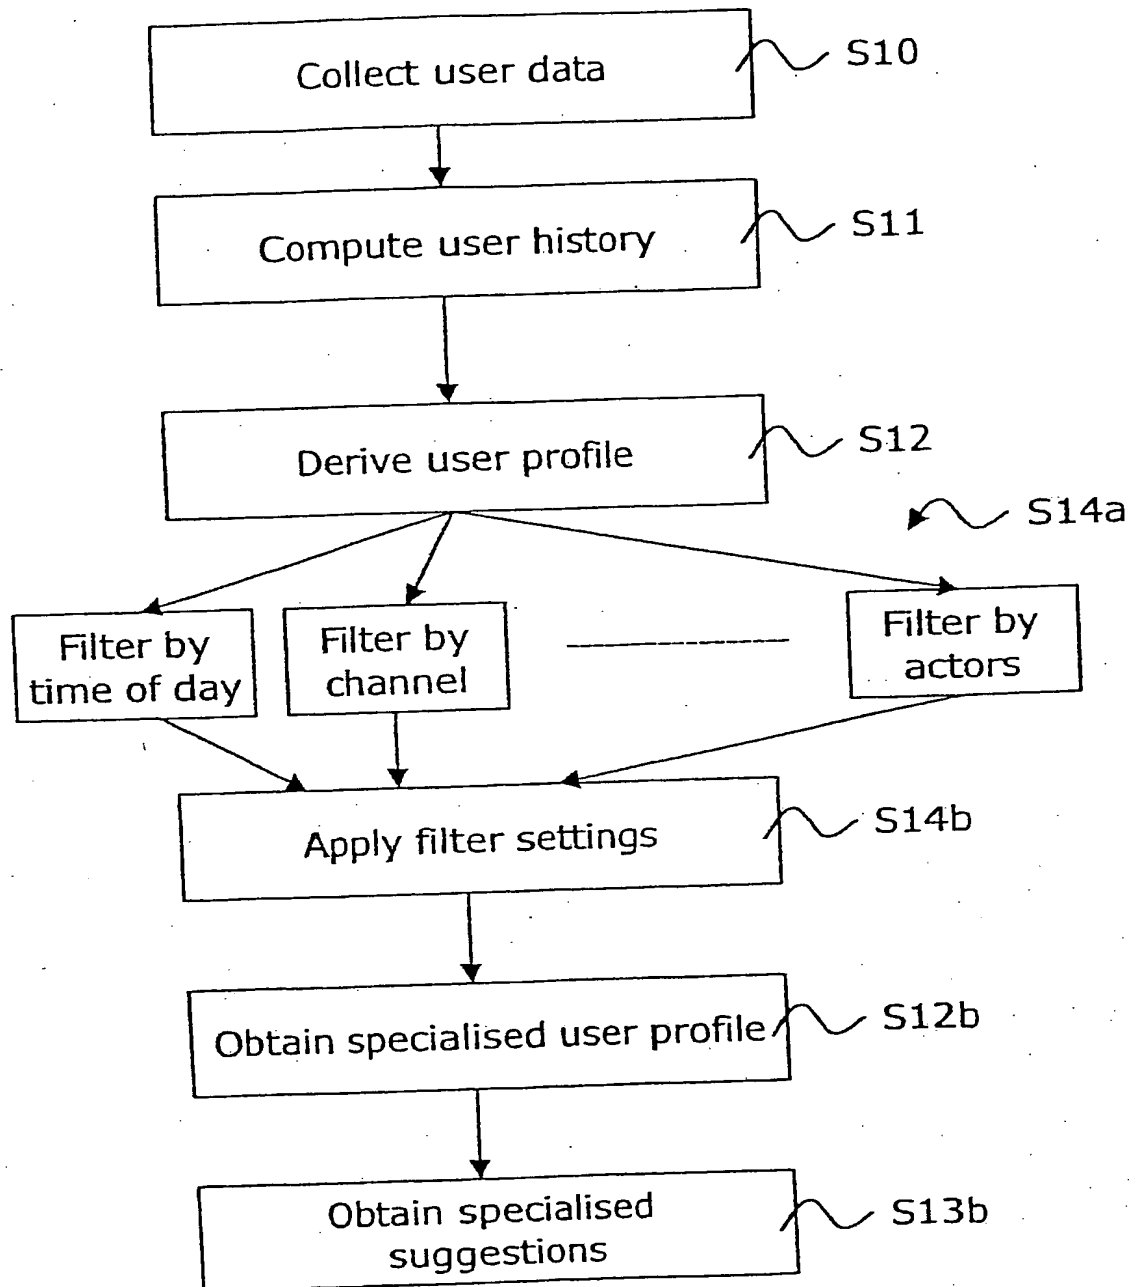 Collect user data
S10
Compute user history
S11
Derive user profile
S12
S14a
Filter by
time of day
Filter by
channel
Filter by
actors
Apply filter settings
S14b
Obtain specialised user profile
S12b
Obtain specialised
suggestions
S13b